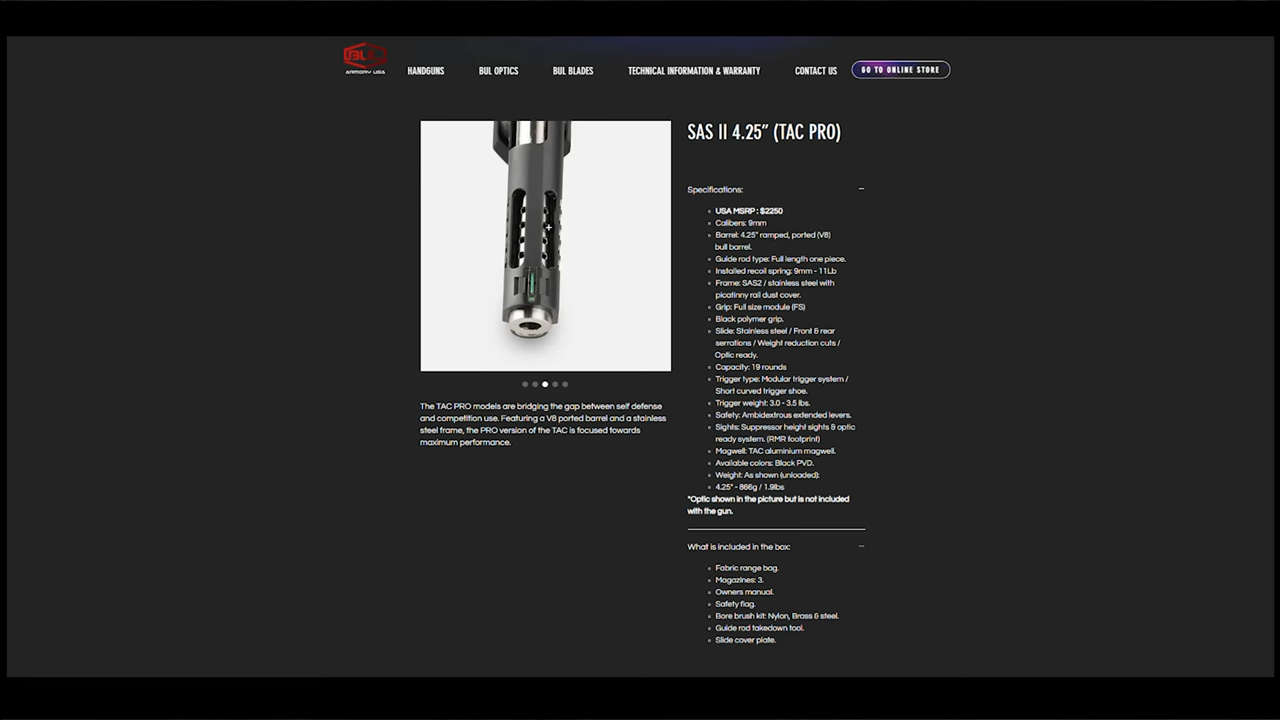 BUL
ARMORY USA
HANDGUNS
BUL OPTICS
BUL BLADES
TECHNICAL INFORMATION & WARRANTY
CONTACT US
GO TO ONLINE STORE
SAS II 4.25" (TAC PRO)
Specifications:
USA MSRP : $2250
Calibers: 9mm
Barrel: 4.25" ramped, ported (V8)
bull barrel.
Guide rod type: Full length one piece.
Installed recoil spring: 9mm - 11Lb
Frame: SAS2 / stainless steel with
picatinny rail dust cover.
Grip: Full size module (FS)
Black polymer grip.
Slide: Stainless steel / Front & rear
serrations / Weight reduction cuts /
Optic ready.
Capacity: 19 rounds
Trigger type: Modular trigger system /
Short curved trigger shoe.
Trigger weight: 3.0 - 3.5 lbs.
Safety: Ambidextrous extended levers.
Sights: Suppressor height sights & optic
ready system. (RMR footprint)
Magwell: TAC aluminium magwell.
Available colors: Black PVD.
Weight: As shown (unloaded):
4.25" - 866g / 1.9lbs
*Optic shown in the picture but is not included
with the gun.
What is included in the box:
Fabric range bag.
Magazines: 3.
Owners manual.
Safety flag.
Bore brush kit: Nylon, Brass & steel.
Guide rod takedown tool.
Slide cover plate.
The TAC PRO models are bridging the gap between self defense
and competition use. Featuring a V8 ported barrel and a stainless
steel frame, the PRO version of the TAC is focused towards
maximum performance.